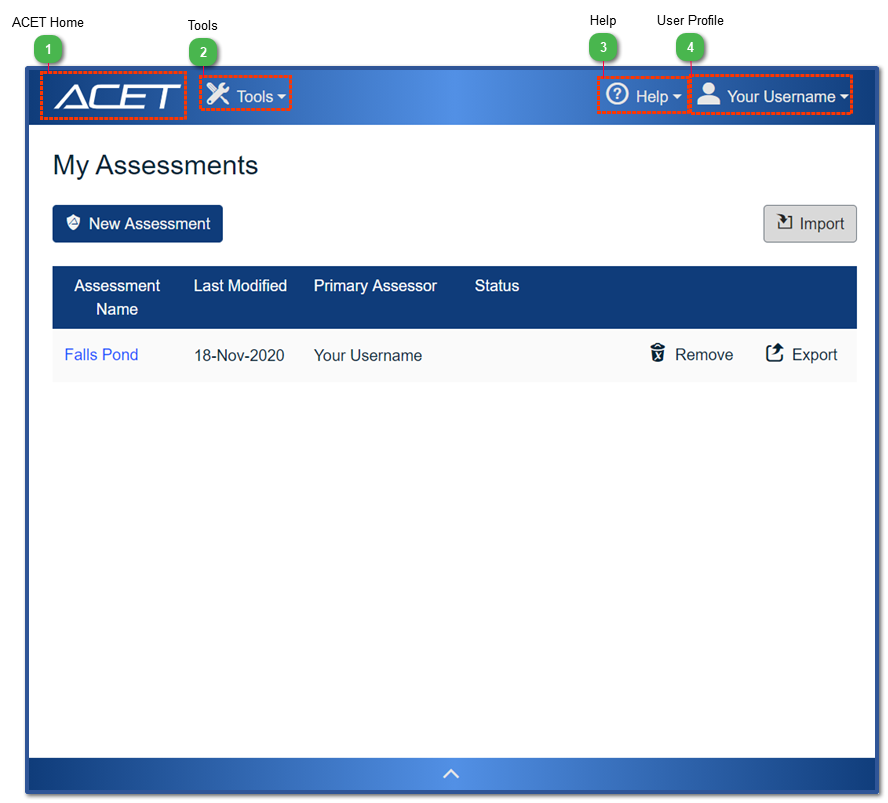 ACET Home Tools Help User Profile
1 2 3 4
ACET Tools Help Your Username
My Assessments
New Assessment Import
Assessment Name Last Modified Primary Assessor Status
Falls Pond 18-Nov-2020 Your Username Remove Export